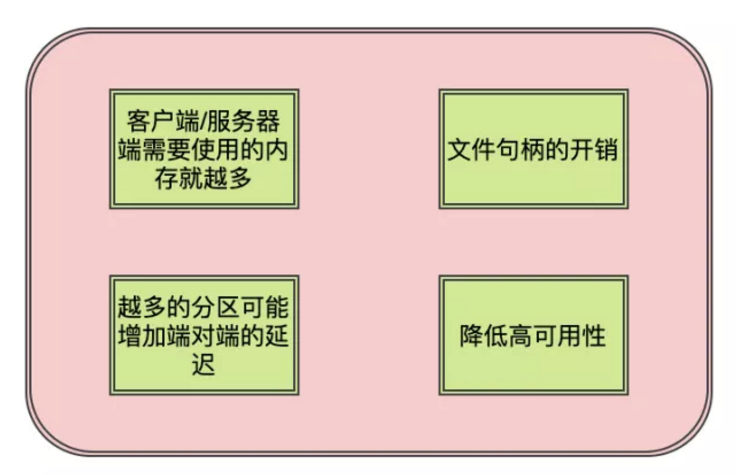 客户端/服务器
端需要使用的内
存就越多
文件句柄的开销
越多的分区可能
增加端对端的延
迟
降低高可用性